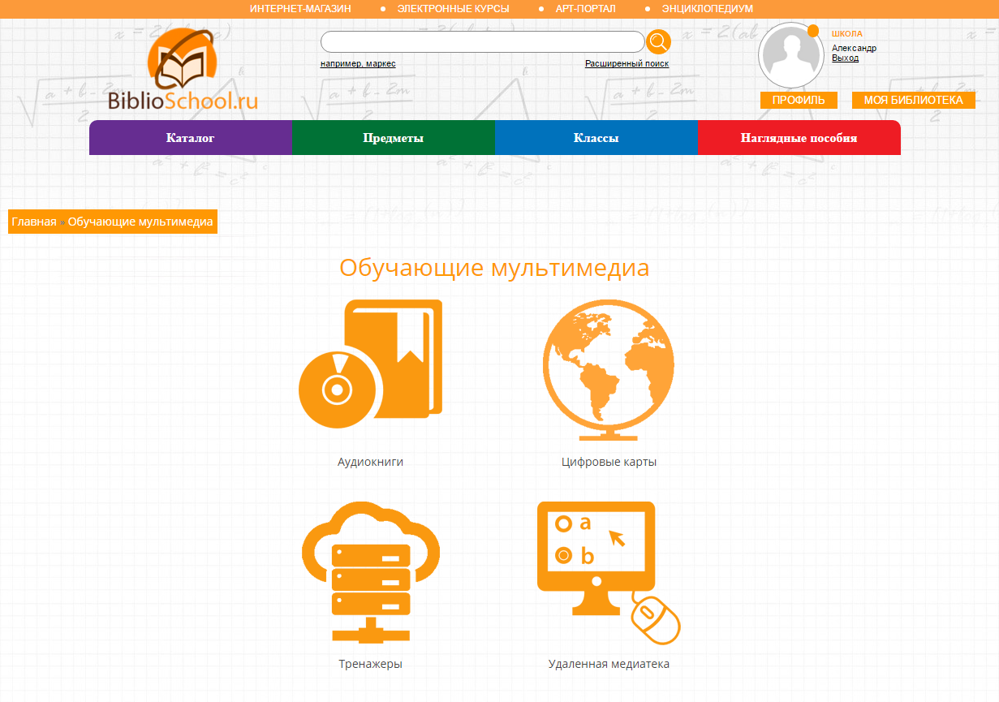 ИНТЕРНЕТ-МАГАЗИН ЭЛЕКТРОННЫЕ КУРСЫ АРТ-ПОРТАЛ ЭНЦИКЛОПЕДИУМ
BiblioSchool.ru
например, маркес Расширенный поиск
ШКОЛА
Александр
Выход
ПРОФИЛЬ МОЯ БИБЛИОТЕКА
Каталог Предметы Классы Наглядные пособия
Главная » Обучающие мультимедиа
Обучающие мультимедиа
Аудиокниги Цифровые карты
a
b
Тренажеры Удаленная медиатека